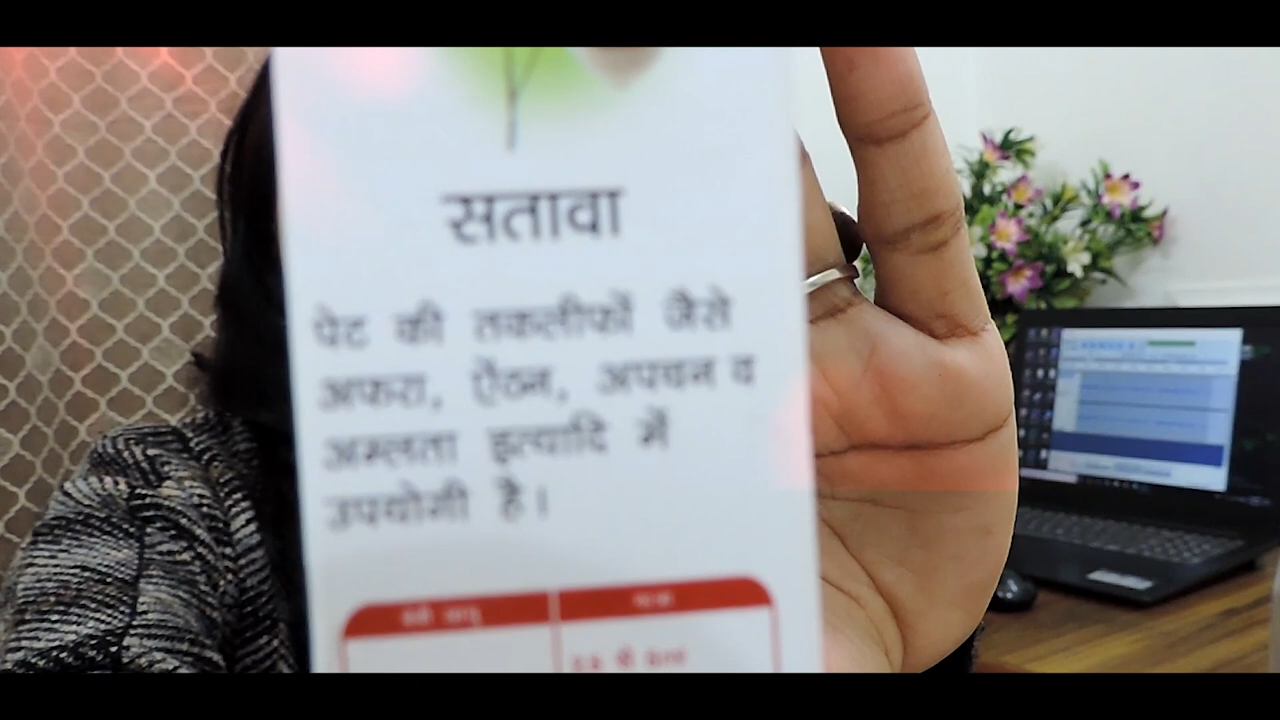 सतावा
पेट की तकलीफों जैसे
अफरा, ऐंठन, अपचन व
अम्लता इत्यादि में
उपयोगी है।